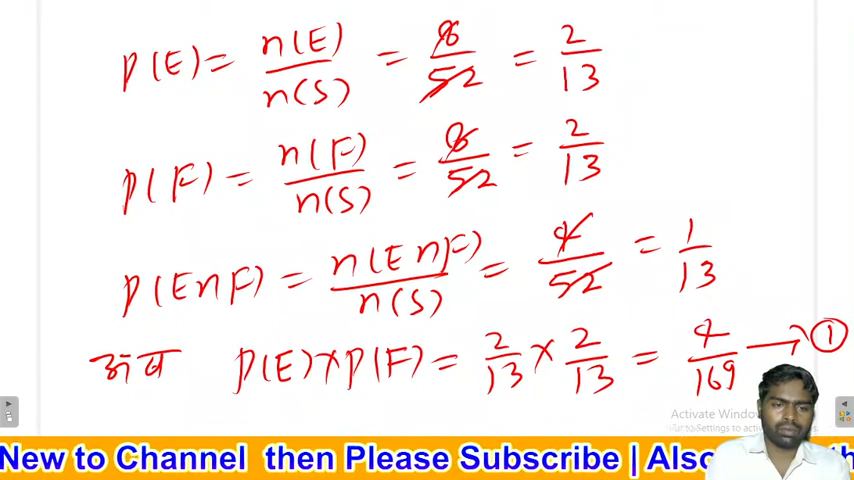 P(E) = n(E)/n(S) = 8/52 = 2/13
P(F) = n(F)/n(S) = 8/52 = 2/13
P(E∩F) = n(E∩F)/n(S) = 4/52 = 1/13
अब P(E)×P(F) = 2/13 × 2/13 = 4/169 → ①
Activate Window
New to Channel then Please Subscribe | Also